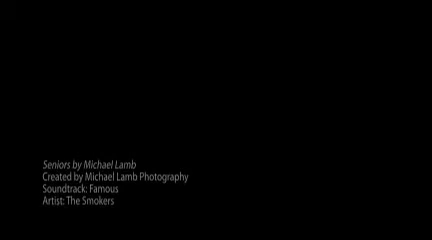 Seniors by Michael Lamb
Created by Michael Lamb Photography
Soundtrack: Famous
Artist: The Smokers